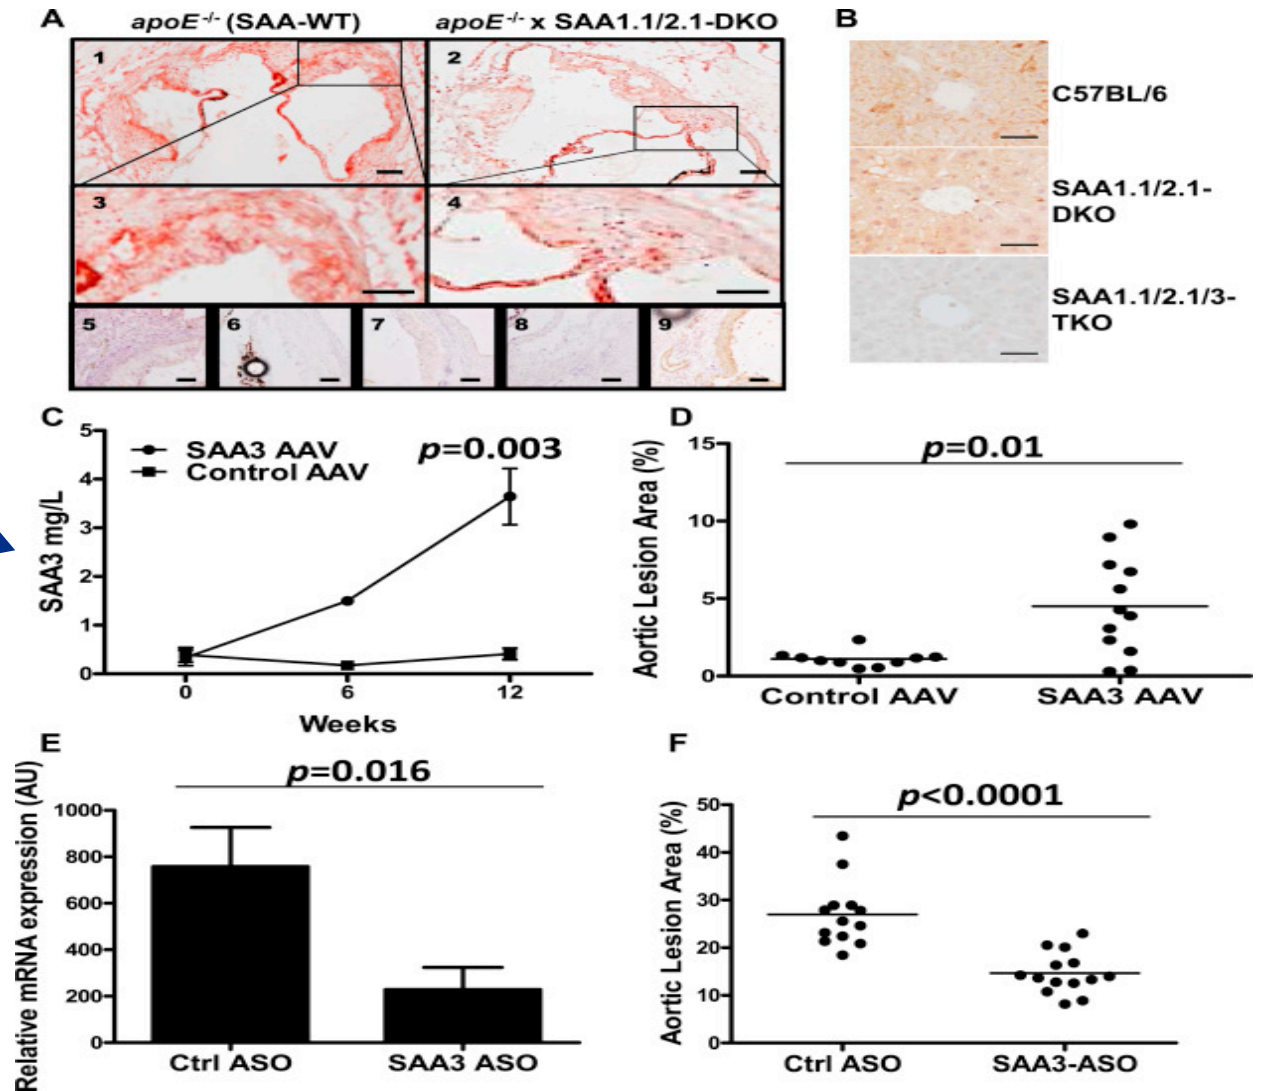 A
apoE-/- (SAA-WT)
apoE-/- x SAA1.1/2.1-DKO
1
2
3
4
5
6
7
8
9
B
C57BL/6
SAA1.1/2.1-
DKO
SAA1.1/2.1/3-
TKO
C
SAA3 AAV
Control AAV
p=0.003
SAA3 mg/L
5
4
3
2
1
0
0
6
12
Weeks
D
p=0.01
Aortic Lesion Area (%)
15
10
5
0
Control AAV
SAA3 AAV
E
p=0.016
Relative mRNA expression (AU)
1000
800
600
400
200
0
Ctrl ASO
SAA3 ASO
F
p<0.0001
Aortic Lesion Area (%)
50
40
30
20
10
0
Ctrl ASO
SAA3-ASO